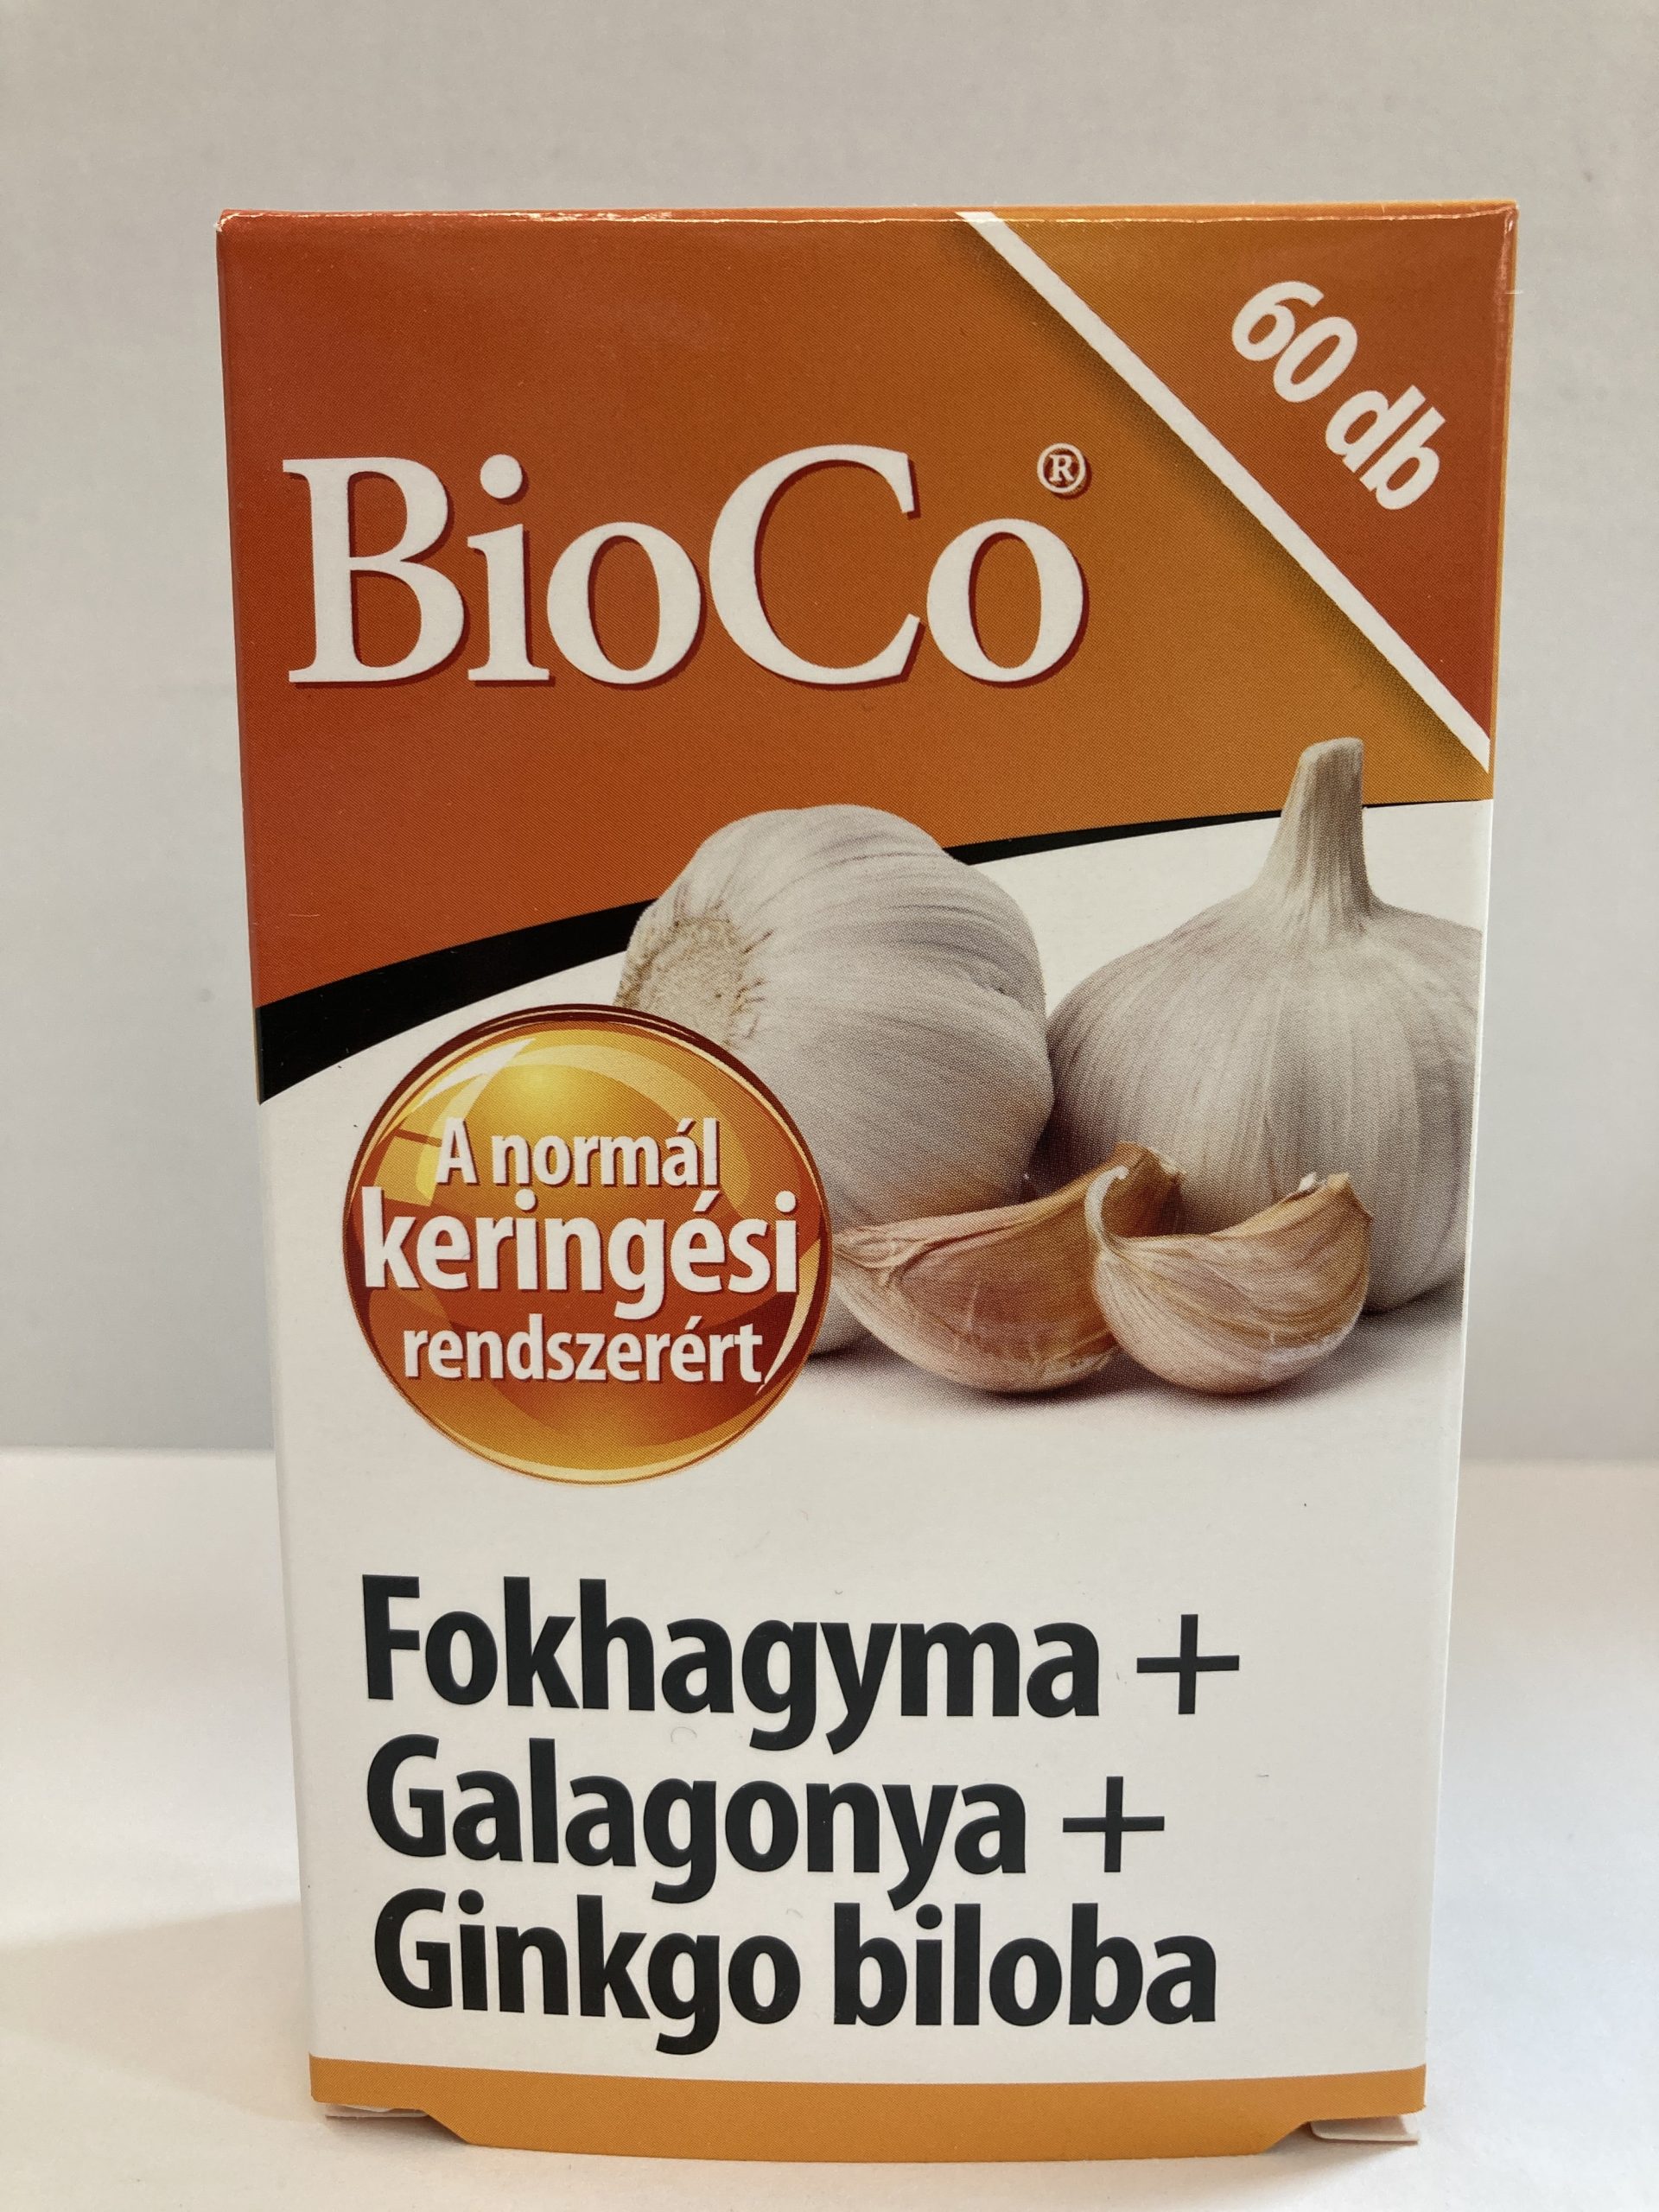 60 db
BioCo®
A normál
keringési
rendszerért
Fokhagyma +
Galagonya +
Ginkgo biloba